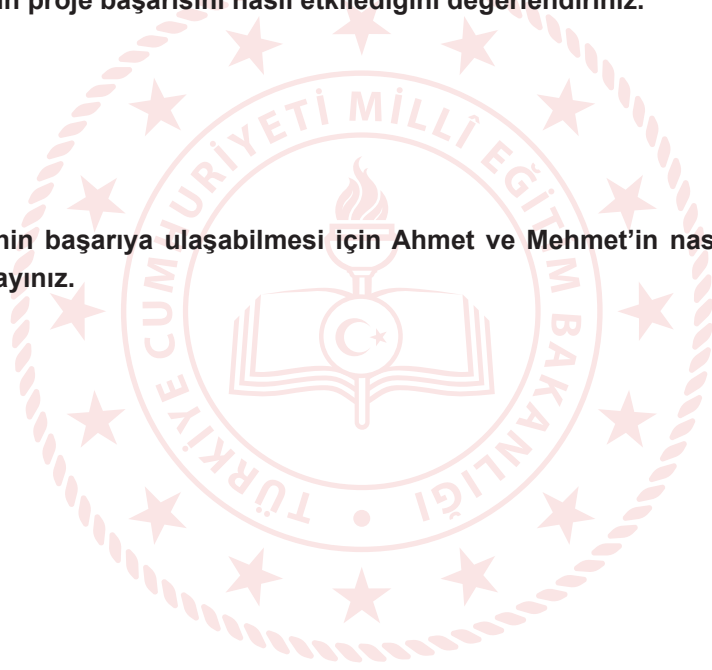 n proje başarısını nasıl etkilediğini değerlendiriniz.
nin başarıya ulaşabilmesi için Ahmet ve Mehmet’in nas
ayınız.
TÜRKİYE CUMHURİYETİ MİLLÎ EĞİTİM BAKANLIĞI